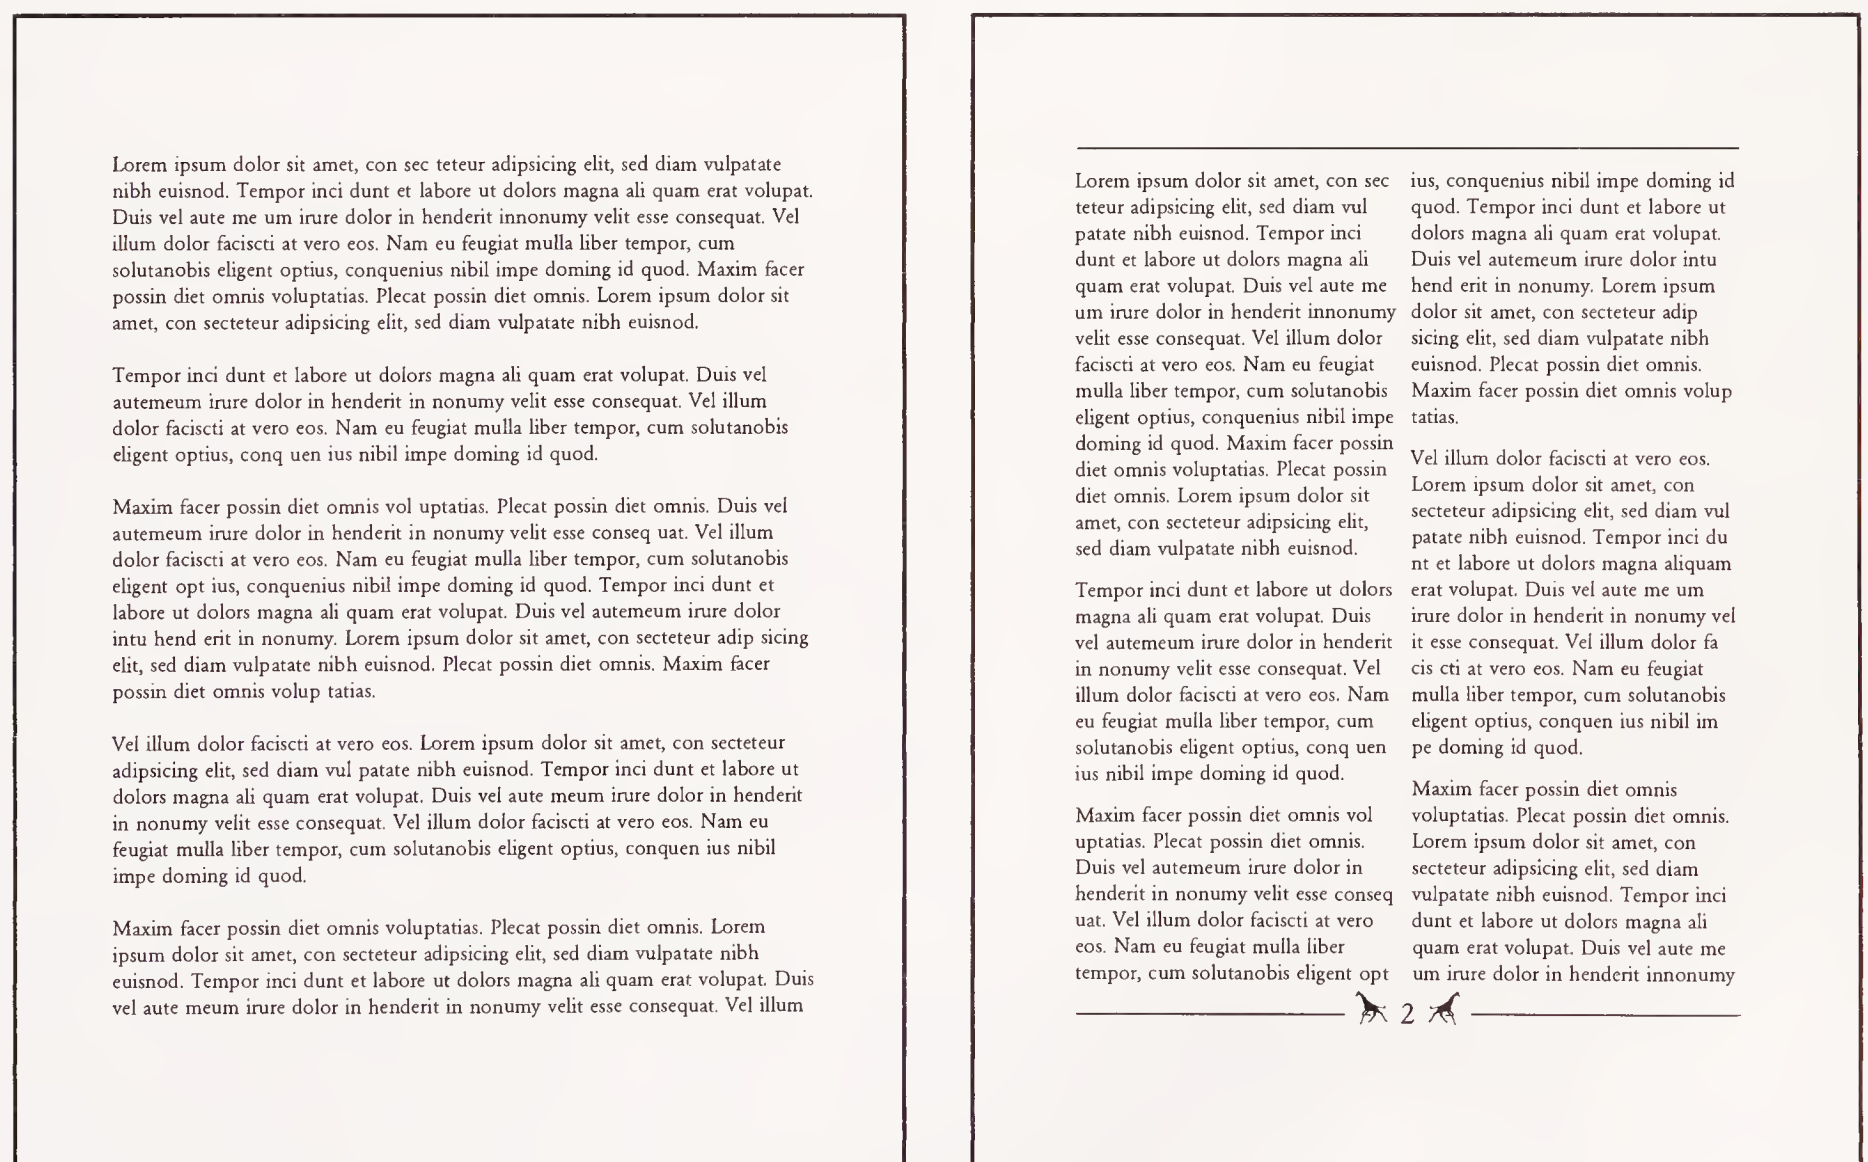 Lorem ipsum dolor sit amet, con sec teteur adipsicing elit, sed diam vulpatate
nibh euisnod. Tempor inci dunt et labore ut dolors magna ali quam erat volupat.
Duis vel aute me um irure dolor in henderit innonumy velit esse consequat. Vel
illum dolor faciscti at vero eos. Nam eu feugiat mulla liber tempor, cum
solutanobis eligent optius, conquenius nibil impe doming id quod. Maxim facer
possin diet omnis voluptatias. Plecat possin diet omnis. Lorem ipsum dolor sit
amet, con secteteur adipsicing elit, sed diam vulpatate nibh euisnod.
Tempor inci dunt et labore ut dolors magna ali quam erat volupat. Duis vel
autemeum irure dolor in henderit in nonumy velit esse consequat. Vel illum
dolor faciscti at vero eos. Nam eu feugiat mulla liber tempor, cum solutanobis
eligent optius, conq uen ius nibil impe doming id quod.
Maxim facer possin diet omnis vol uptatias. Plecat possin diet omnis. Duis vel
autemeum irure dolor in henderit in nonumy velit esse conseq uat. Vel illum
dolor faciscti at vero eos. Nam eu feugiat mulla liber tempor, cum solutanobis
eligent opt ius, conquenius nibil impe doming id quod. Tempor inci dunt et
labore ut dolors magna ali quam erat volupat. Duis vel autemeum irure dolor
intu hend erit in nonumy. Lorem ipsum dolor sit amet, con secteteur adip sicing
elit, sed diam vulpatate nibh euisnod. Plecat possin diet omnis. Maxim facer
possin diet omnis volup tatias.
Vel illum dolor faciscti at vero eos. Lorem ipsum dolor sit amet, con secteteur
adipsicing elit, sed diam vul patate nibh euisnod. Tempor inci dunt et labore ut
dolors magna ali quam erat volupat. Duis vel aute meum irure dolor in henderit
in nonumy velit esse consequat. Vel illum dolor faciscti at vero eos. Nam eu
feugiat mulla liber tempor, cum solutanobis eligent optius, conquen ius nibil
impe doming id quod.
Maxim facer possin diet omnis voluptatias. Plecat possin diet omnis. Lorem
ipsum dolor sit amet, con secteteur adipsicing elit, sed diam vulpatate nibh
euisnod. Tempor inci dunt et labore ut dolors magna ali quam erat volupat. Duis
vel aute meum irure dolor in henderit in nonumy velit esse consequat. Vel illum
Lorem ipsum dolor sit amet, con sec
teteur adipsicing elit, sed diam vul
patate nibh euisnod. Tempor inci
dunt et labore ut dolors magna ali
quam erat volupat. Duis vel aute me
um irure dolor in henderit innonumy
velit esse consequat. Vel illum dolor
faciscti at vero eos. Nam eu feugiat
mulla liber tempor, cum solutanobis
eligent optius, conquenius nibil impe
doming id quod. Maxim facer possin
diet omnis voluptatias. Plecat possin
diet omnis. Lorem ipsum dolor sit
amet, con secteteur adipsicing elit,
sed diam vulpatate nibh euisnod.
Tempor inci dunt et labore ut dolors
magna ali quam erat volupat. Duis
vel autemeum irure dolor in henderit
in nonumy velit esse consequat. Vel
illum dolor faciscti at vero eos. Nam
eu feugiat mulla liber tempor, cum
solutanobis eligent optius, conq uen
ius nibil impe doming id quod.
Maxim facer possin diet omnis vol
uptatias. Plecat possin diet omnis.
Duis vel autemeum irure dolor in
henderit in nonumy velit esse conseq
uat. Vel illum dolor faciscti at vero
eos. Nam eu feugiat mulla liber
tempor, cum solutanobis eligent opt
ius, conquenius nibil impe doming id
quod. Tempor inci dunt et labore ut
dolors magna ali quam erat volupat.
Duis vel autemeum irure dolor intu
hend erit in nonumy. Lorem ipsum
dolor sit amet, con secteteur adip
sicing elit, sed diam vulpatate nibh
euisnod. Plecat possin diet omnis.
Maxim facer possin diet omnis volup
tatias.
Vel illum dolor faciscti at vero eos.
Lorem ipsum dolor sit amet, con
secteteur adipsicing elit, sed diam vul
patate nibh euisnod. Tempor inci du
nt et labore ut dolors magna aliquam
erat volupat. Duis vel aute me um
irure dolor in henderit in nonumy vel
it esse consequat. Vel illum dolor fa
cis cti at vero eos. Nam eu feugiat
mulla liber tempor, cum solutanobis
eligent optius, conquen ius nibil im
pe doming id quod.
Maxim facer possin diet omnis
voluptatias. Plecat possin diet omnis.
Lorem ipsum dolor sit amet, con
secteteur adipsicing elit, sed diam
vulpatate nibh euisnod. Tempor inci
dunt et labore ut dolors magna ali
quam erat volupat. Duis vel aute me
um irure dolor in henderit innonumy
2